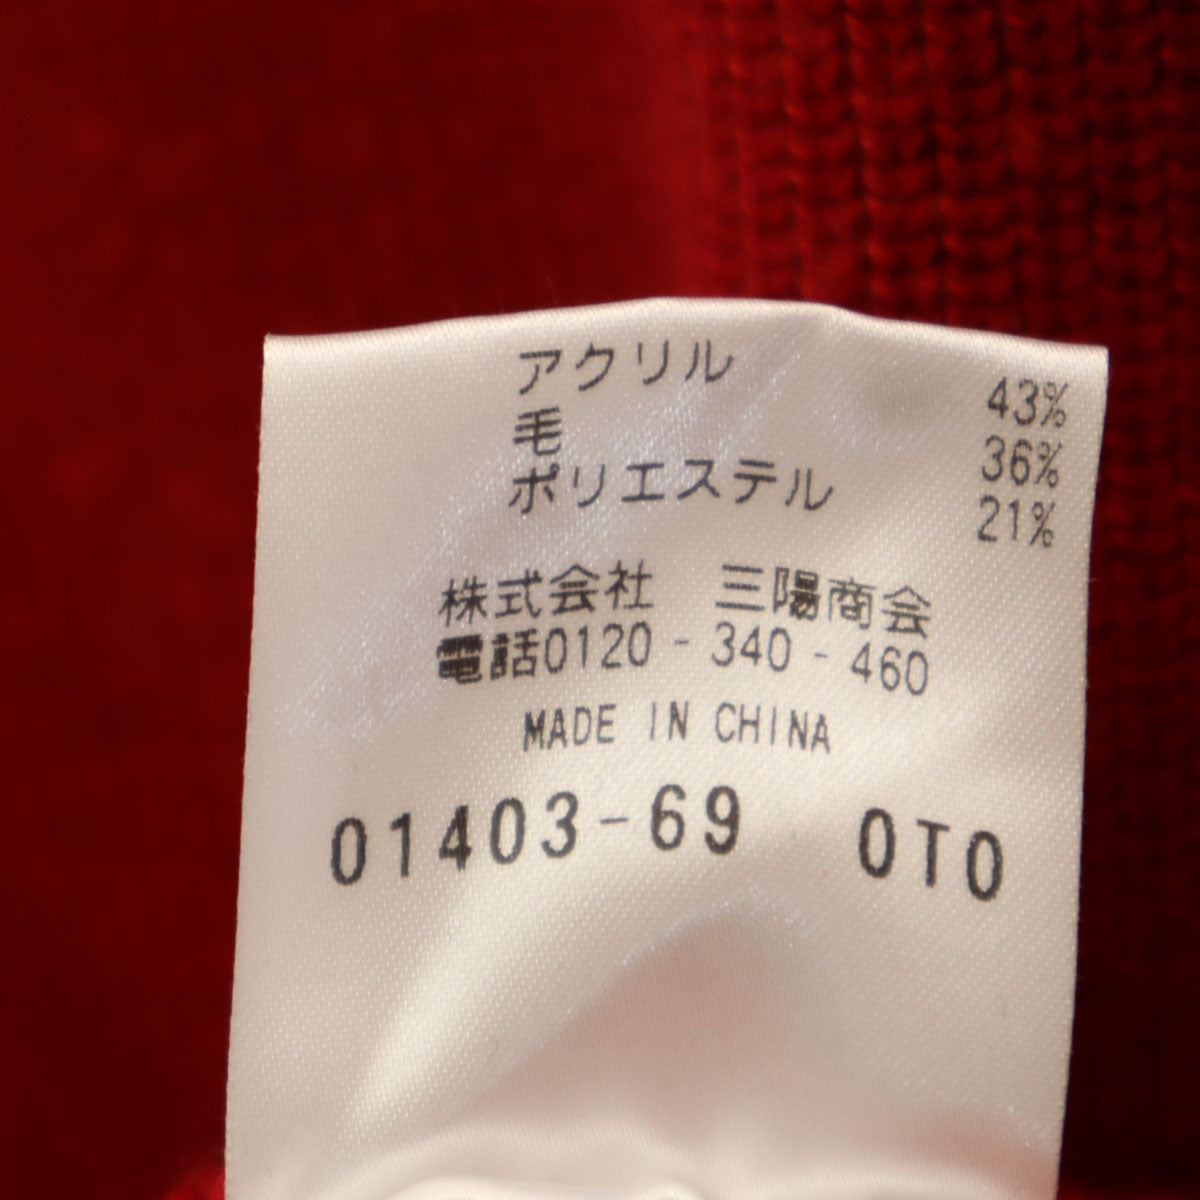 アクリル 43%
毛 36%
ポリエステル 21%
株式会社 三陽商会
電話0120-340-460
MADE IN CHINA
01403-69 0T0